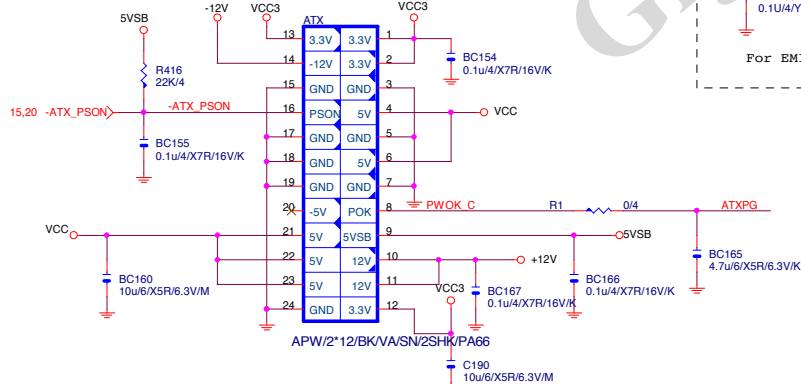 -12V
VCC3
VCC3
5VSB
ATX
0.1U/4/Y
13 3.3V 3.3V 1
14 -12V 3.3V 2
15 GND GND 3
16 PSON 5V 4
17 GND GND 5
18 GND 5V 6
19 GND GND 7
20 -5V POK 8
21 5V 5VSB 9
22 5V 12V 10
23 5V 12V 11
24 GND 3.3V 12
R416
22K/4
15,20 -ATX_PSON
-ATX_PSON
BC155
0.1u/4/X7R/16V/K
BC154
0.1u/4/X7R/16V/K
For EMI
VCC
PWOK_C
R1
0/4
ATXPG
VCC
5VSB
+12V
BC160
10u/6/X5R/6.3V/M
VCC3
BC167
0.1u/4/X7R/16V/K
BC166
0.1u/4/X7R/16V/K
BC165
4.7u/6/X5R/6.3V/K
APW/2*12/BK/VA/SN/2SHK/PA66
C190
10u/6/X5R/6.3V/M